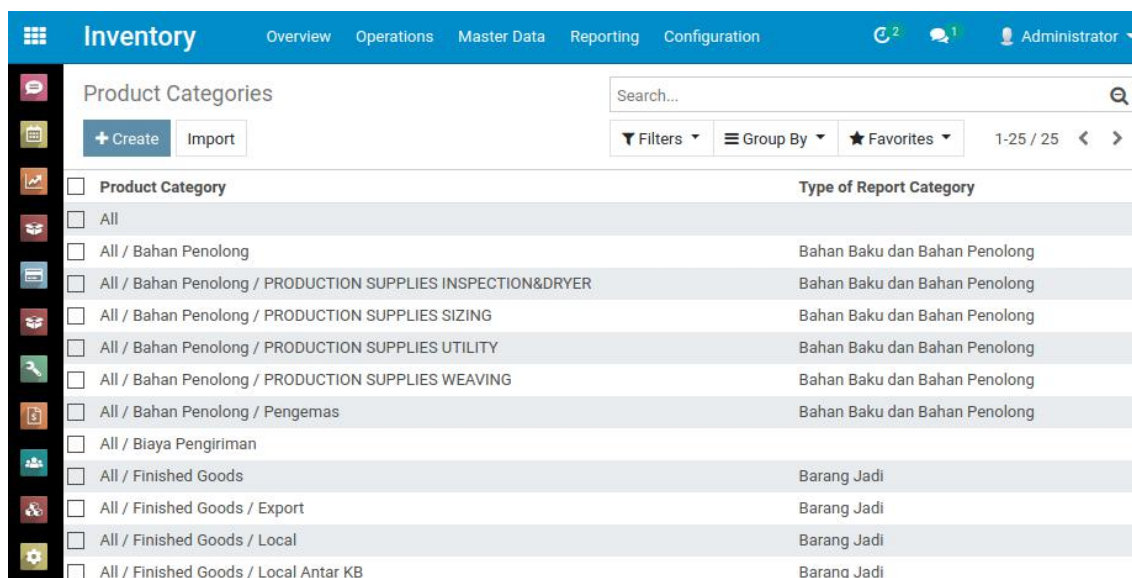 Inventory Overview Operations Master Data Reporting Configuration 2 1 Administrator
Product Categories Search...
Create Import Filters Group By Favorites 1-25 / 25
Product Category Type of Report Category
All
All / Bahan Penolong Bahan Baku dan Bahan Penolong
All / Bahan Penolong / PRODUCTION SUPPLIES INSPECTION&DRYER Bahan Baku dan Bahan Penolong
All / Bahan Penolong / PRODUCTION SUPPLIES SIZING Bahan Baku dan Bahan Penolong
All / Bahan Penolong / PRODUCTION SUPPLIES UTILITY Bahan Baku dan Bahan Penolong
All / Bahan Penolong / PRODUCTION SUPPLIES WEAVING Bahan Baku dan Bahan Penolong
All / Bahan Penolong / Pengemas Bahan Baku dan Bahan Penolong
All / Biaya Pengiriman
All / Finished Goods Barang Jadi
All / Finished Goods / Export Barang Jadi
All / Finished Goods / Local Barang Jadi
All / Finished Goods / Local Antar KB Barang Jadi